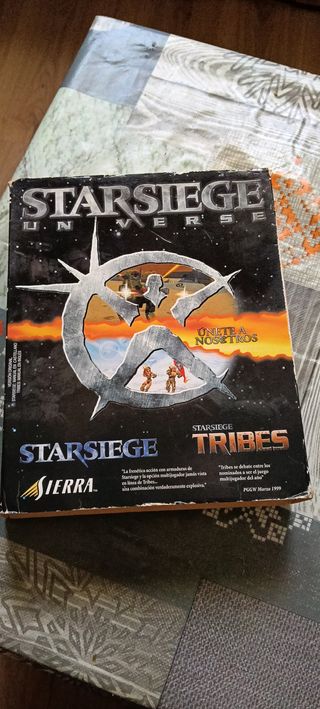 STARSIEGE
UNIVERSE
ÚNETE A
NOSOTROS
STARSIEGE
STARSIEGE
TRIBES
SIERRA™
"La frenética acción con armaduras de
Starsiege y la opción multijugador jamás vista
en línea de Tribes...
una combinación verdaderamente explosiva."
"Tribes se debate entre los
nominados a ser el juego
multijugador del año"
PGGW Marzo 1999